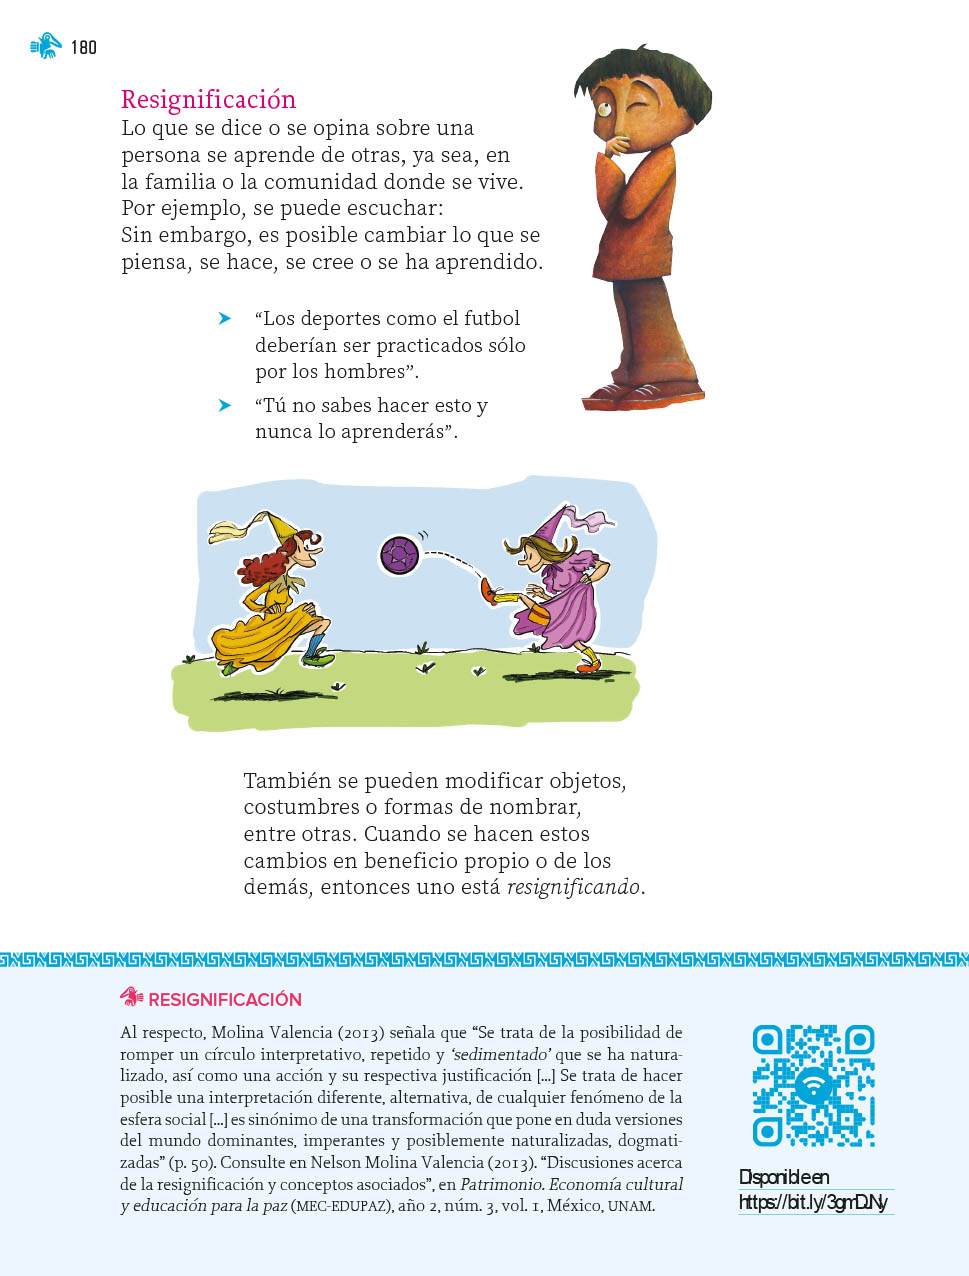 180
Resignificación
Lo que se dice o se opina sobre una
persona se aprende de otras, ya sea, en
la familia o la comunidad donde se vive.
Por ejemplo, se puede escuchar:
Sin embargo, es posible cambiar lo que se
piensa, se hace, se cree o se ha aprendido.
“Los deportes como el futbol
deberían ser practicados sólo
por los hombres”.
“Tú no sabes hacer esto y
nunca lo aprenderás”.
También se pueden modificar objetos,
costumbres o formas de nombrar,
entre otras. Cuando se hacen estos
cambios en beneficio propio o de los
demás, entonces uno está resignificando.
RESIGNIFICACIÓN
Al respecto, Molina Valencia (2013) señala que “Se trata de la posibilidad de
romper un círculo interpretativo, repetido y ‘sedimentado’ que se ha natura-
lizado, así como una acción y su respectiva justificación [...] Se trata de hacer
posible una interpretación diferente, alternativa, de cualquier fenómeno de la
esfera social [...] es sinónimo de una transformación que pone en duda versiones
del mundo dominantes, imperantes y posiblemente naturalizadas, dogmati-
zadas” (p. 50). Consulte en Nelson Molina Valencia (2013). “Discusiones acerca
de la resignificación y conceptos asociados”, en Patrimonio. Economía cultural
y educación para la paz (MEC-EDUPAZ), año 2, núm. 3, vol. 1, México, UNAM.
Disponible en
https://bit.ly/3gmDJNy